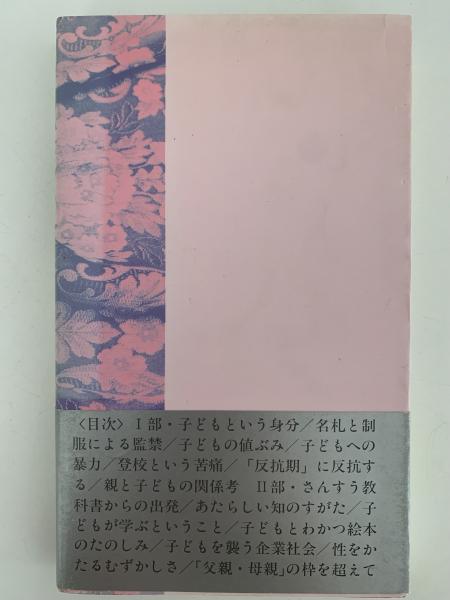 〈目次〉Ⅰ部・子どもという身分／名札と制
服による監禁／子どもの値ぶみ／子どもへの
暴力／登校という苦痛／「反抗期」に反抗す
る／親と子どもの関係考　Ⅱ部・さんすう教
科書からの出発／あたらしい知のすがた／子
どもが学ぶということ／子どもとわかつ絵本
のたのしみ／子どもを襲う企業社会／性をか
たるむずかしさ／「父親・母親」の枠を超えて